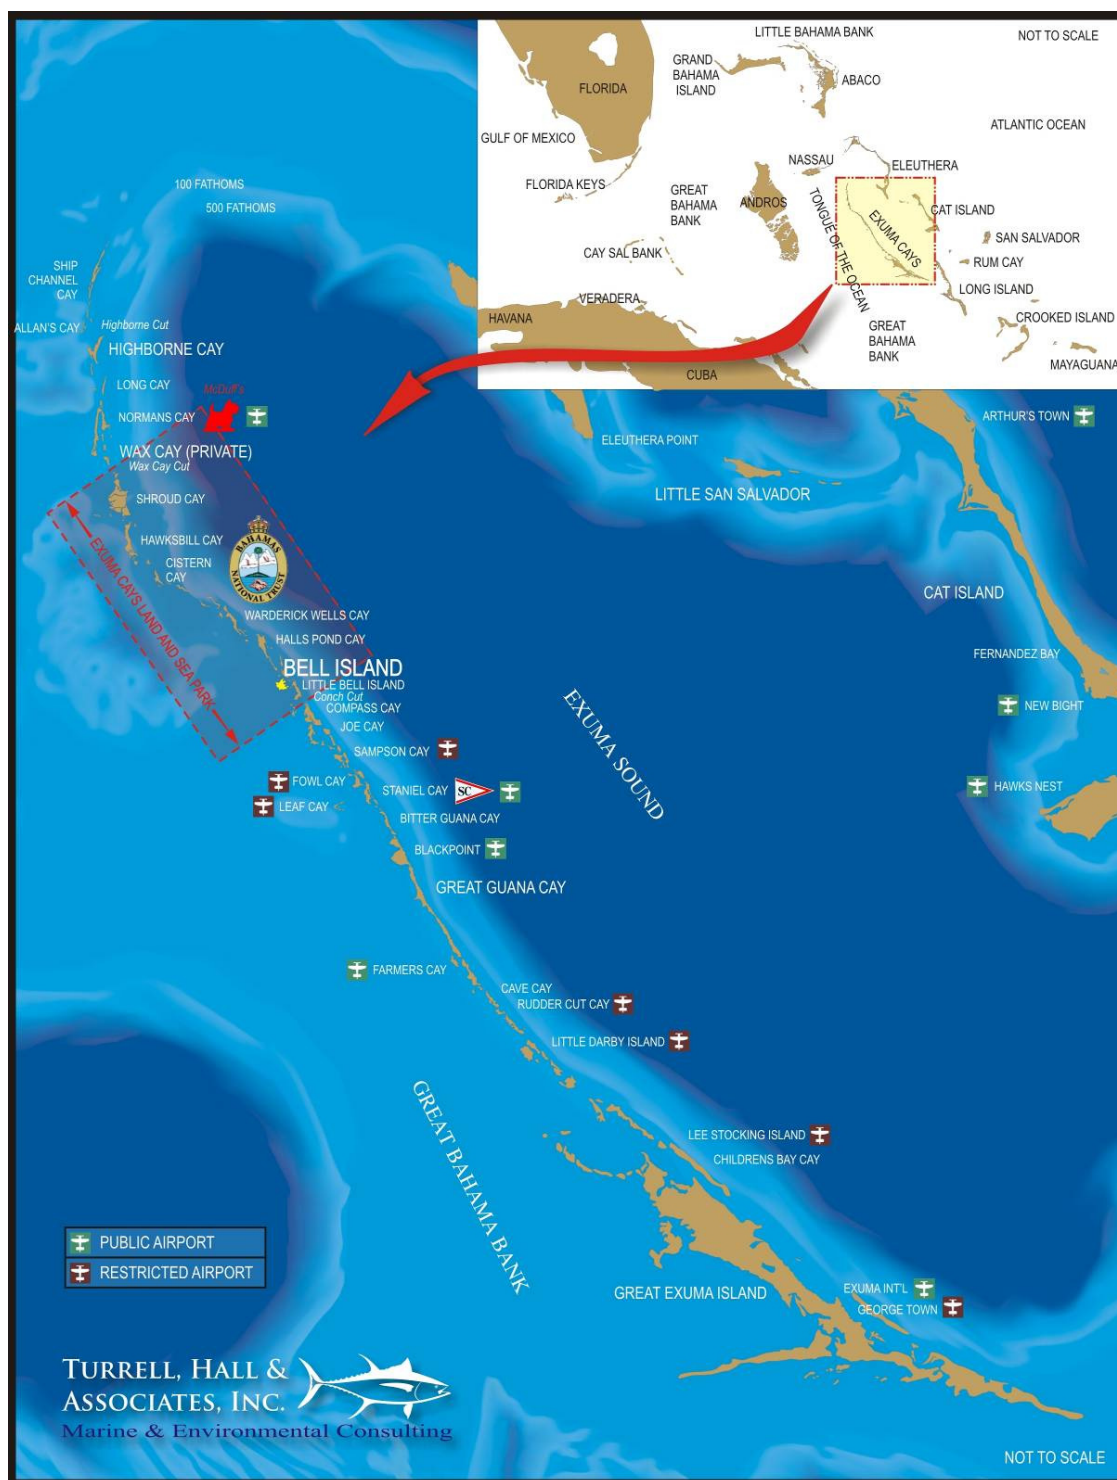 LITTLE BAHAMA BANK
NOT TO SCALE
GRAND
BAHAMA
ISLAND
ABACO
FLORIDA
ATLANTIC OCEAN
GULF OF MEXICO
NASSAU
ELEUTHERA
FLORIDA KEYS
GREAT
BAHAMA
BANK
ANDROS
TONGUE OF THE OCEAN
EXUMA CAYS
CAT ISLAND
SAN SALVADOR
CAY SAL BANK
RUM CAY
LONG ISLAND
VERADERA
HAVANA
GREAT
BAHAMA
BANK
CROOKED ISLAND
MAYAGUANA
CUBA
100 FATHOMS
500 FATHOMS
SHIP
CHANNEL
CAY
ALLAN'S CAY
Highborne Cut
HIGHBORNE CAY
LONG CAY
McDuff's
NORMANS CAY
WAX CAY (PRIVATE)
Wax Cay Cut
SHROUD CAY
HAWKSBILL CAY
CISTERN
CAY
BAHAMAS
NATIONAL TRUST
EXUMA CAYS LAND AND SEA PARK
WARDERICK WELLS CAY
HALLS POND CAY
BELL ISLAND
LITTLE BELL ISLAND
Conch Cut
COMPASS CAY
JOE CAY
SAMPSON CAY
FOWL CAY
STANIEL CAY
SC
LEAF CAY
BITTER GUANA CAY
BLACKPOINT
GREAT GUANA CAY
FARMERS CAY
CAVE CAY
RUDDER CUT CAY
LITTLE DARBY ISLAND
LEE STOCKING ISLAND
CHILDRENS BAY CAY
GREAT EXUMA ISLAND
EXUMA INT'L
GEORGE TOWN
ELEUTHERA POINT
LITTLE SAN SALVADOR
ARTHUR'S TOWN
CAT ISLAND
FERNANDEZ BAY
NEW BIGHT
HAWKS NEST
EXUMA SOUND
GREAT BAHAMA BANK
PUBLIC AIRPORT
RESTRICTED AIRPORT
TURRELL, HALL &
ASSOCIATES, INC.
Marine & Environmental Consulting
NOT TO SCALE